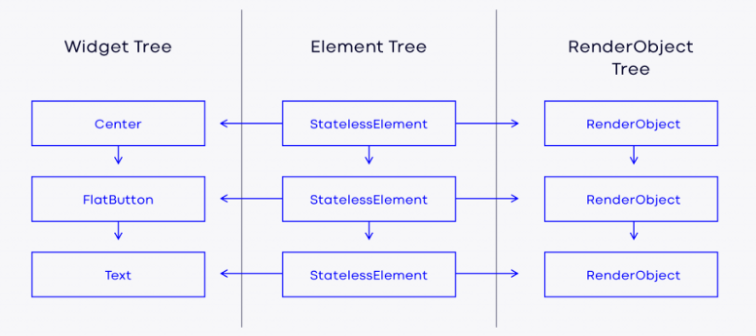 Widget Tree
Element Tree
RenderObject
Tree
Center
StatelessElement
RenderObject
FlatButton
StatelessElement
RenderObject
Text
StatelessElement
RenderObject